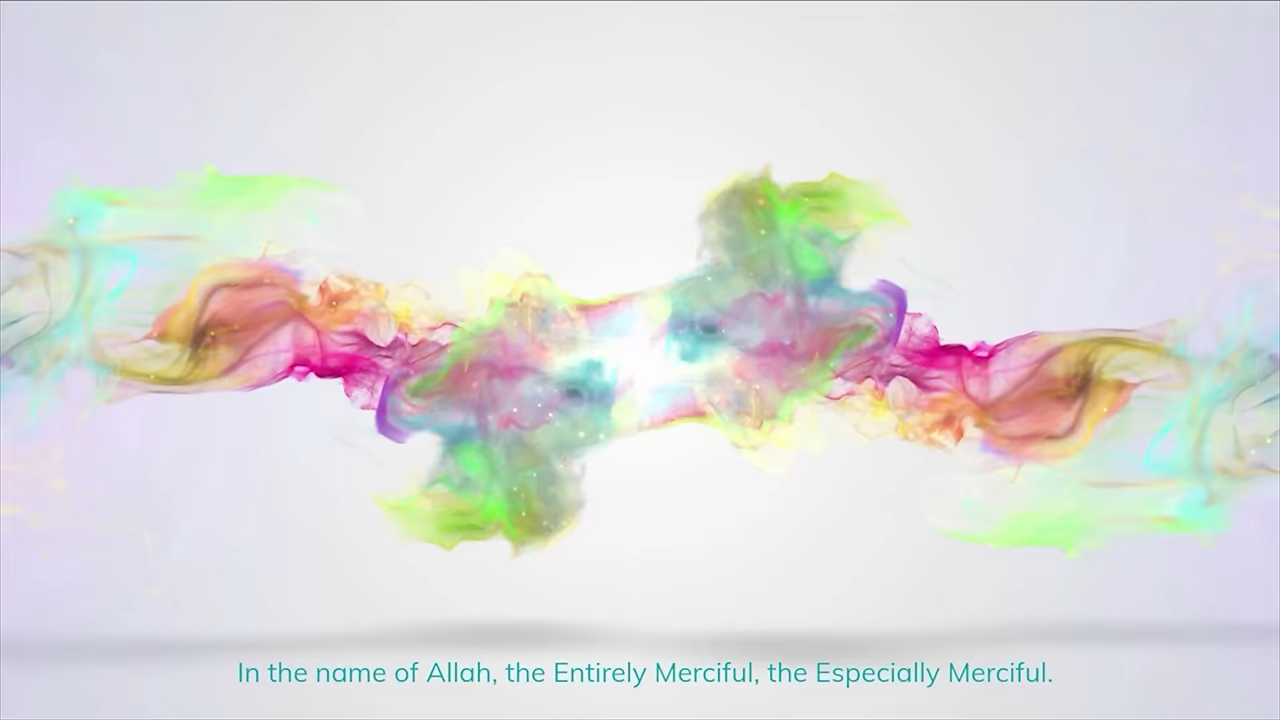 In the name of Allah, the Entirely Merciful, the Especially Merciful.